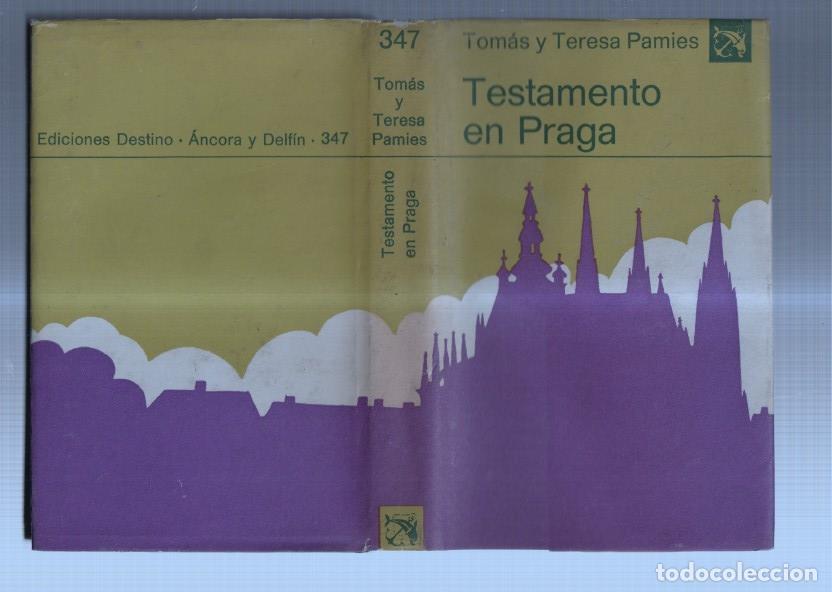 Ediciones Destino · Áncora y Delfín · 347
347
Tomás
y
Teresa
Pamies
Testamento
en Praga
Tomás y Teresa Pamies
Testamento
en Praga
todocoleccion